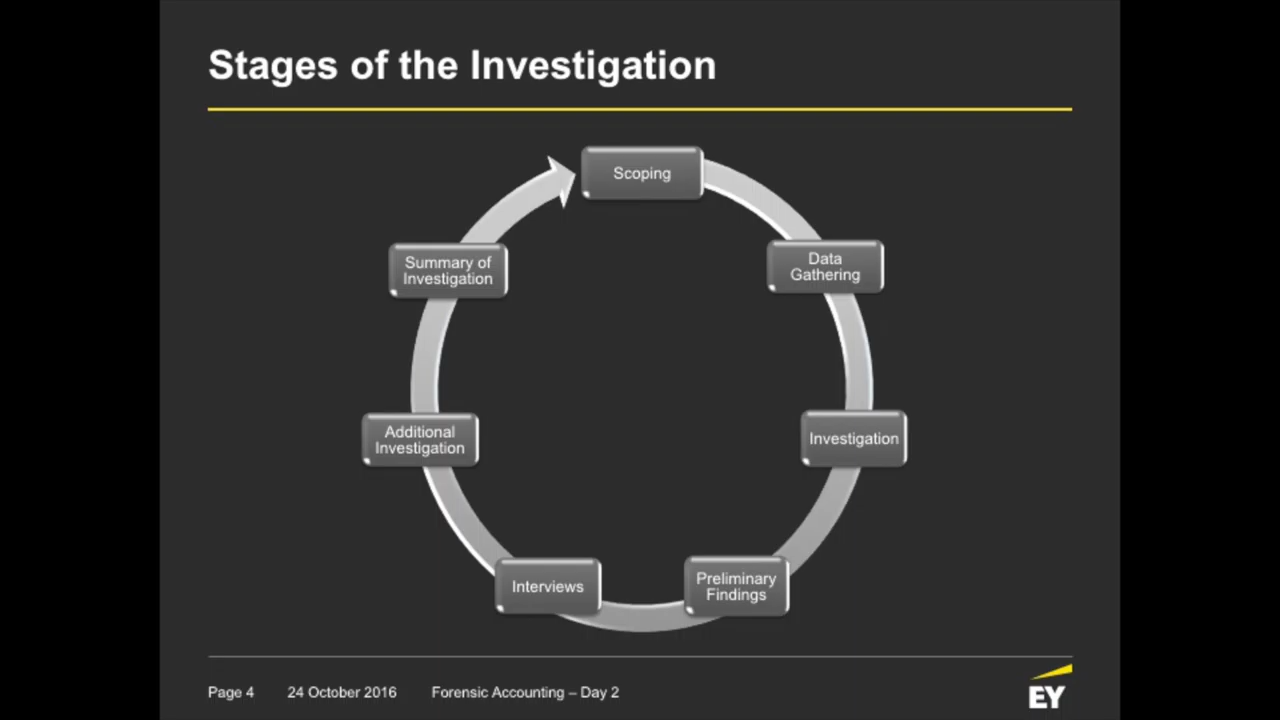 Stages of the Investigation
Scoping
Data
Gathering
Investigation
Preliminary
Findings
Interviews
Additional
Investigation
Summary of
Investigation
Page 4 24 October 2016 Forensic Accounting – Day 2
EY